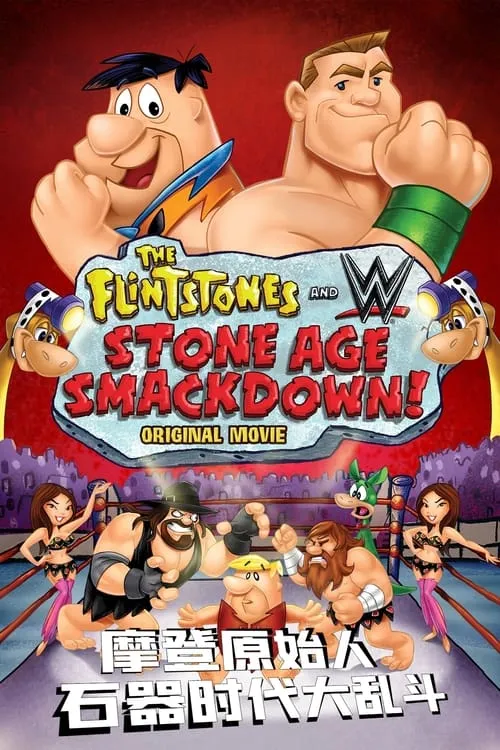 THE
FLINTSTONES AND W
STONE AGE
SMACKDOWN!
ORIGINAL MOVIE
摩登原始人
石器时代大乱斗